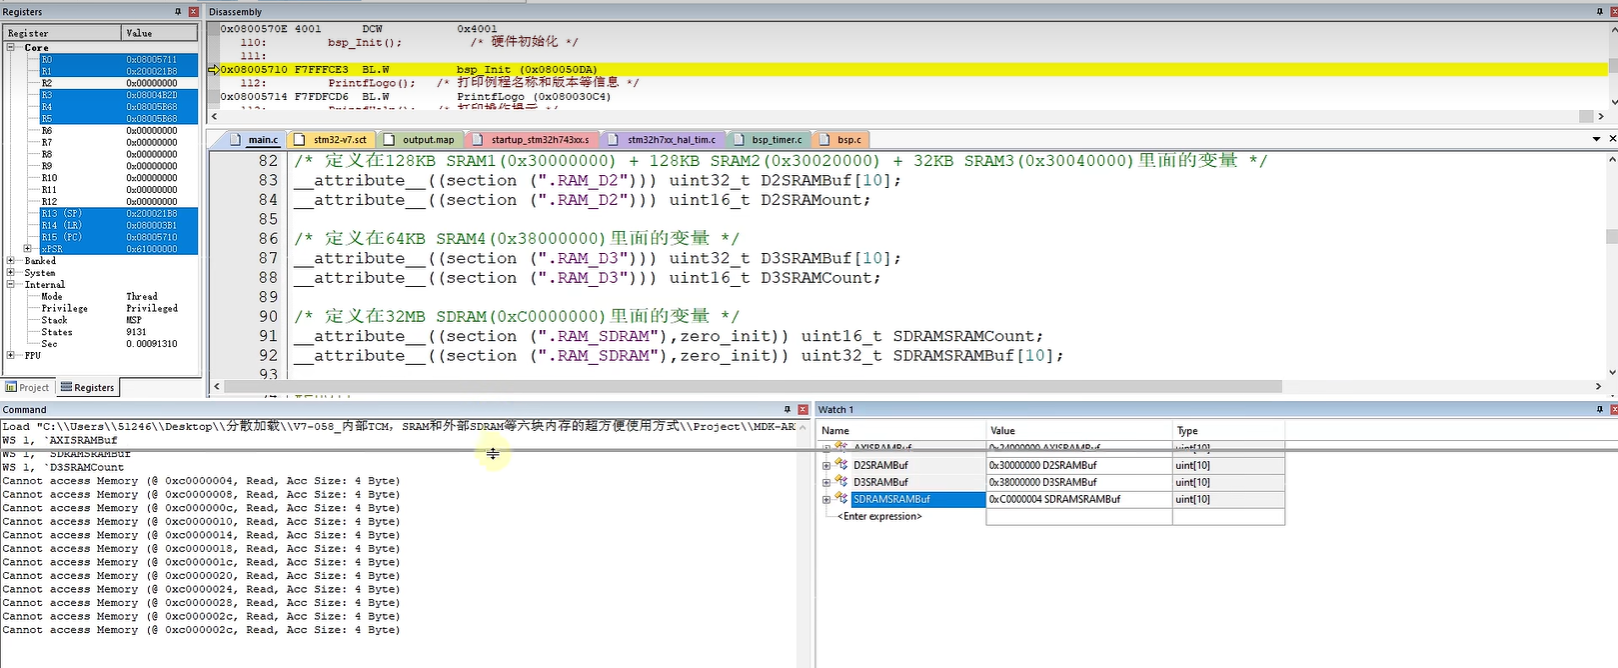 Registers
Register Value
Core
R0 0x08005711
R1 0x200021B8
R2 0x00000000
R3 0x08004B2D
R4 0x08005B68
R5 0x08005B68
R6 0x00000000
R7 0x00000000
R8 0x00000000
R9 0x00000000
R10 0x00000000
R11 0x00000000
R12 0x00000000
R13 (SP) 0x200021B8
R14 (LR) 0x080003B1
R15 (PC) 0x08005710
xPSR 0x61000000
Banked
System
Internal
Mode Thread
Privilege Privileged
Stack MSP
States 9131
Sec 0.00091310
FPU
Project Registers
Disassembly
0x0800570E 4001 DCW 0x4001
110: bsp_Init(); /* 硬件初始化 */
111:
0x08005710 F7FFFCE3 BL.W bsp_Init (0x080050DA)
112: PrintfLogo(); /* 打印例程名称和版本等信息 */
0x08005714 F7FDFCD6 BL.W PrintfLogo (0x080030C4)
main.c stm32-v7.sct output.map startup_stm32h743xx.s stm32h7xx_hal_tim.c bsp_timer.c bsp.c
82 /* 定义在128KB SRAM1(0x30000000) + 128KB SRAM2(0x30020000) + 32KB SRAM3(0x30040000)里面的变量 */
83 __attribute__((section (".RAM_D2"))) uint32_t D2SRAMBuf[10];
84 __attribute__((section (".RAM_D2"))) uint16_t D2SRAMount;
85
86 /* 定义在64KB SRAM4(0x38000000)里面的变量 */
87 __attribute__((section (".RAM_D3"))) uint32_t D3SRAMBuf[10];
88 __attribute__((section (".RAM_D3"))) uint16_t D3SRAMCount;
89
90 /* 定义在32MB SDRAM(0xC0000000)里面的变量 */
91 __attribute__((section (".RAM_SDRAM"),zero_init)) uint16_t SDRAMSRAMCount;
92 __attribute__((section (".RAM_SDRAM"),zero_init)) uint32_t SDRAMSRAMBuf[10];
93
Command
Load "C:\\Users\\51246\\Desktop\\分散加载\\V7-058_内部TCM, SRAM和外部SDRAM等六块内存的超方便使用方式\\Project\\MDK-AR
WS 1, `AXISRAMBuf
WS 1, `SDRAMSRAMBuf
WS 1, `D3SRAMCount
Cannot access Memory (@ 0xc0000004, Read, Acc Size: 4 Byte)
Cannot access Memory (@ 0xc0000008, Read, Acc Size: 4 Byte)
Cannot access Memory (@ 0xc000000c, Read, Acc Size: 4 Byte)
Cannot access Memory (@ 0xc0000010, Read, Acc Size: 4 Byte)
Cannot access Memory (@ 0xc0000014, Read, Acc Size: 4 Byte)
Cannot access Memory (@ 0xc0000018, Read, Acc Size: 4 Byte)
Cannot access Memory (@ 0xc000001c, Read, Acc Size: 4 Byte)
Cannot access Memory (@ 0xc0000020, Read, Acc Size: 4 Byte)
Cannot access Memory (@ 0xc0000024, Read, Acc Size: 4 Byte)
Cannot access Memory (@ 0xc0000028, Read, Acc Size: 4 Byte)
Cannot access Memory (@ 0xc000002c, Read, Acc Size: 4 Byte)
Cannot access Memory (@ 0xc000002c, Read, Acc Size: 4 Byte)
Watch 1
Name Value Type
AXISRAMBuf 0x24000000 AXISRAMBuf uint[10]
D2SRAMBuf 0x30000000 D2SRAMBuf uint[10]
D3SRAMBuf 0x38000000 D3SRAMBuf uint[10]
SDRAMSRAMBuf 0xC0000004 SDRAMSRAMBuf uint[10]
<Enter expression>